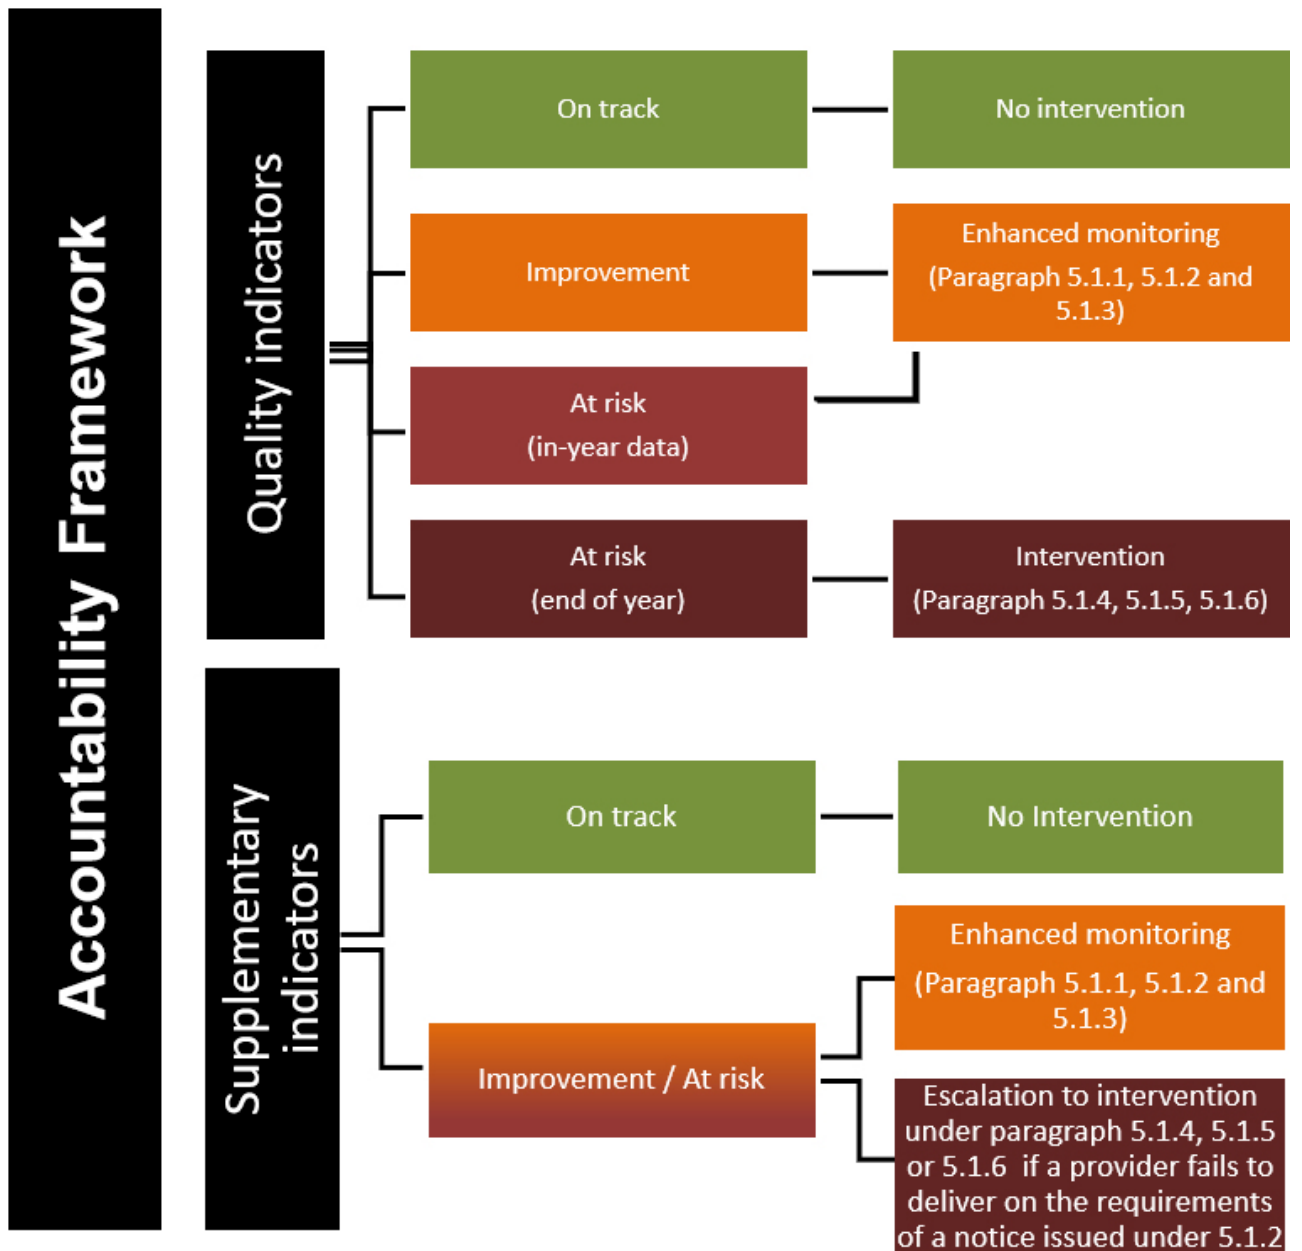 Accountability Framework
Quality indicators
On track
No intervention
Improvement
Enhanced monitoring
(Paragraph 5.1.1, 5.1.2 and
5.1.3)
At risk
(in-year data)
At risk
(end of year)
Intervention
(Paragraph 5.1.4, 5.1.5, 5.1.6)
Supplementary
indicators
On track
No Intervention
Improvement / At risk
Enhanced monitoring
(Paragraph 5.1.1, 5.1.2 and
5.1.3)
Escalation to intervention
under paragraph 5.1.4, 5.1.5
or 5.1.6 if a provider fails to
deliver on the requirements
of a notice issued under 5.1.2